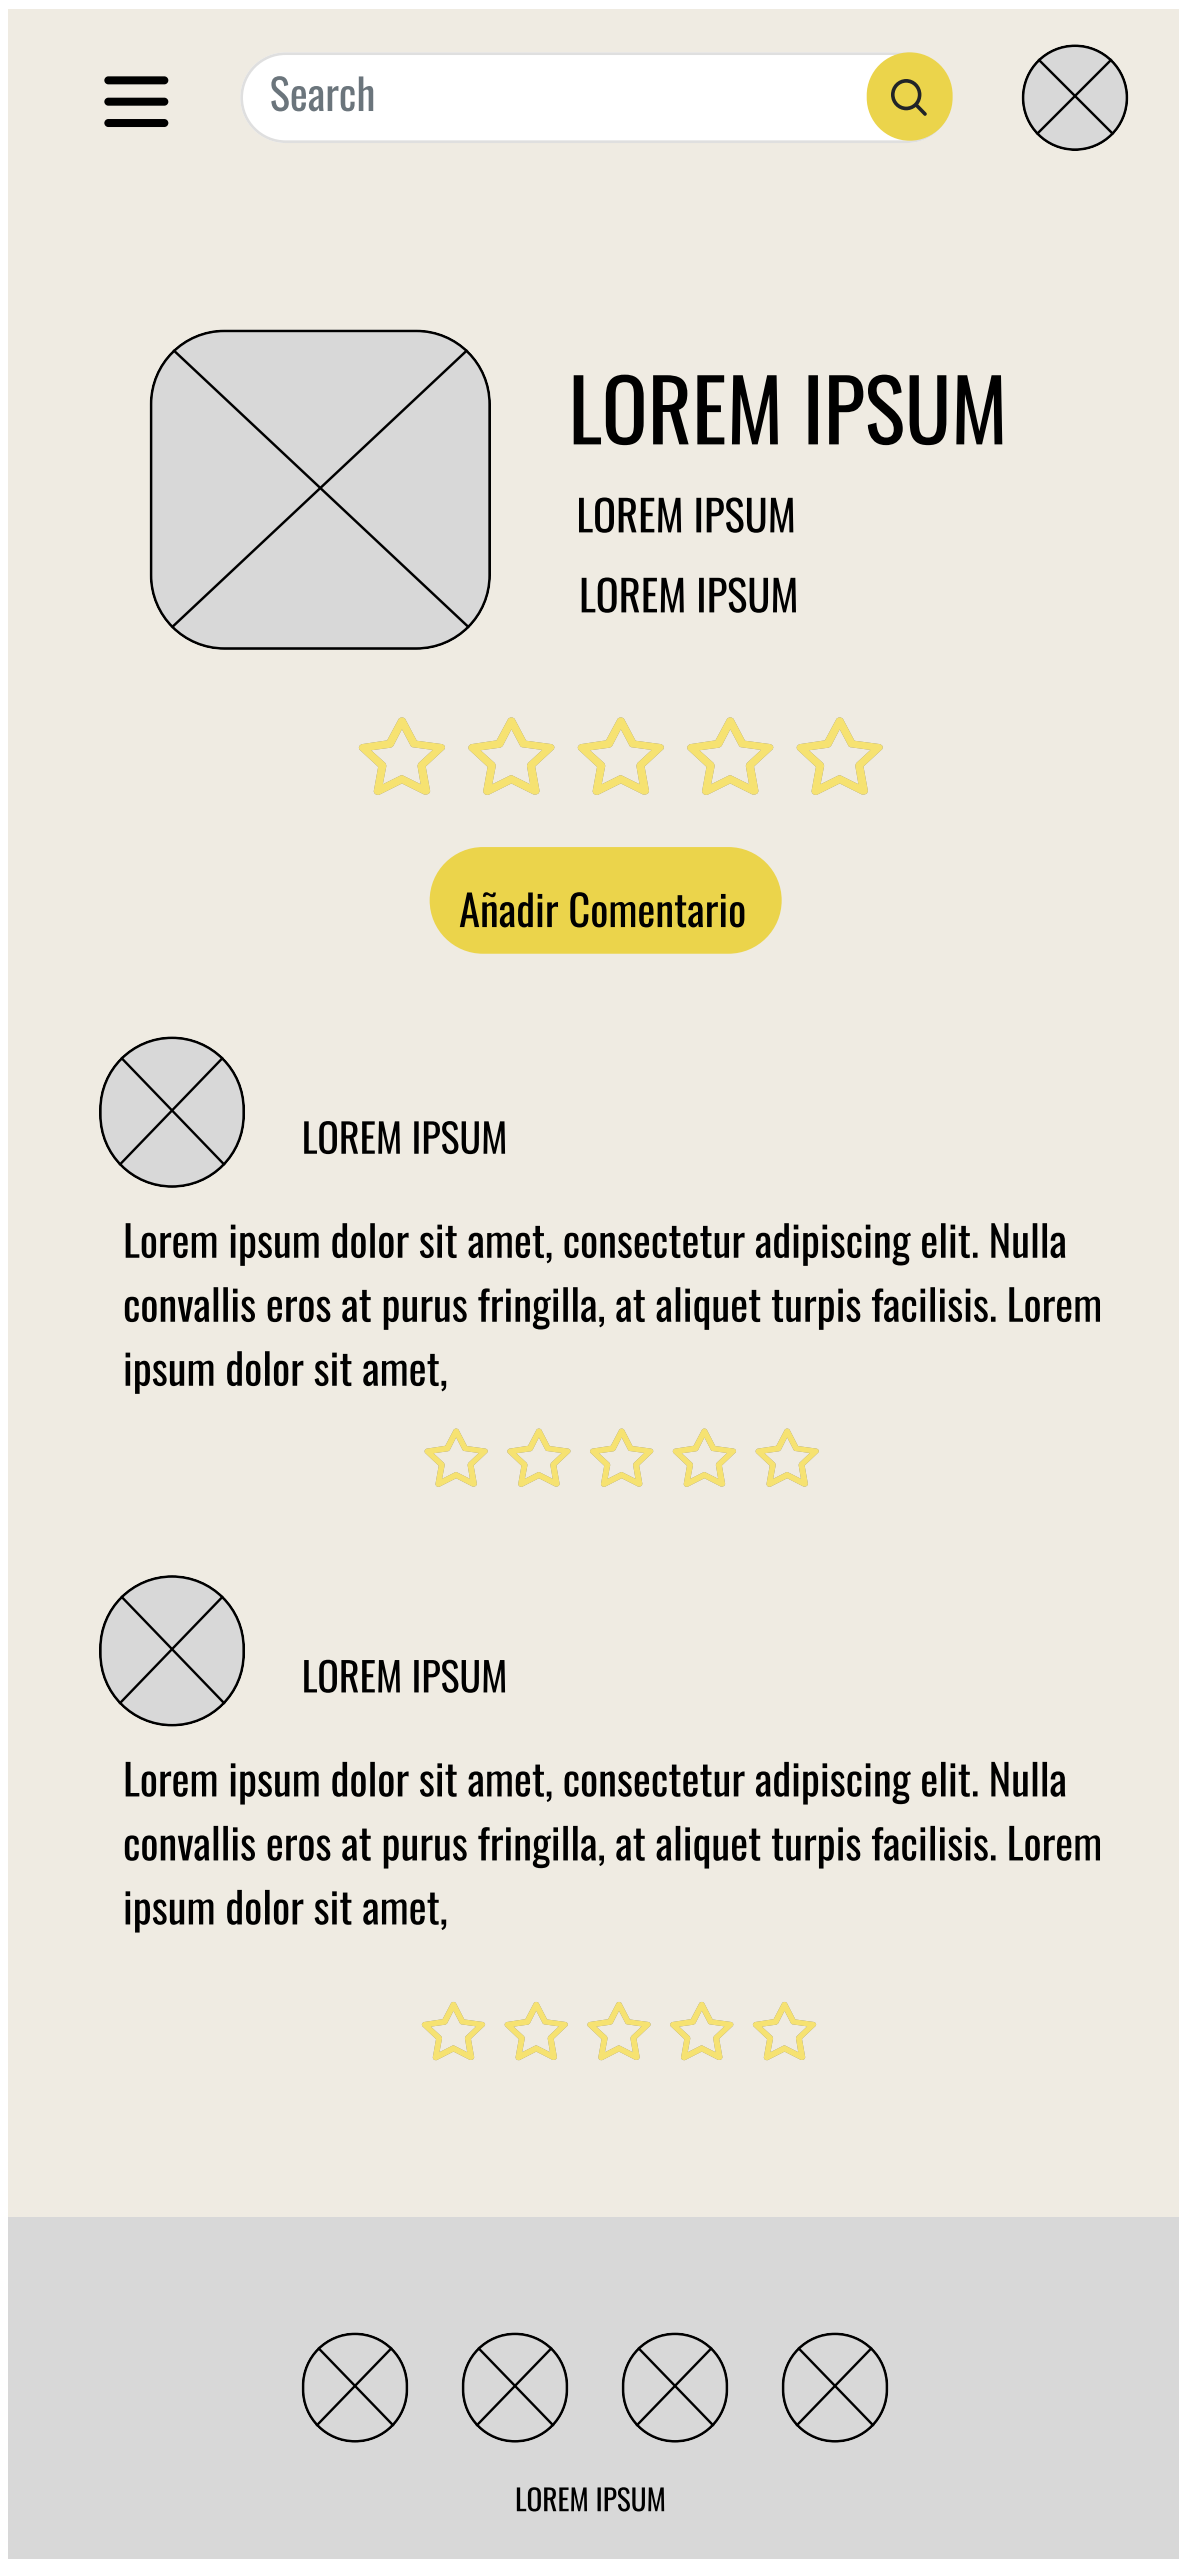 Search
LOREM IPSUM
LOREM IPSUM
LOREM IPSUM
Añadir Comentario
LOREM IPSUM
Lorem ipsum dolor sit amet, consectetur adipiscing elit. Nulla
convallis eros at purus fringilla, at aliquet turpis facilisis. Lorem
ipsum dolor sit amet,
LOREM IPSUM
Lorem ipsum dolor sit amet, consectetur adipiscing elit. Nulla
convallis eros at purus fringilla, at aliquet turpis facilisis. Lorem
ipsum dolor sit amet,
LOREM IPSUM